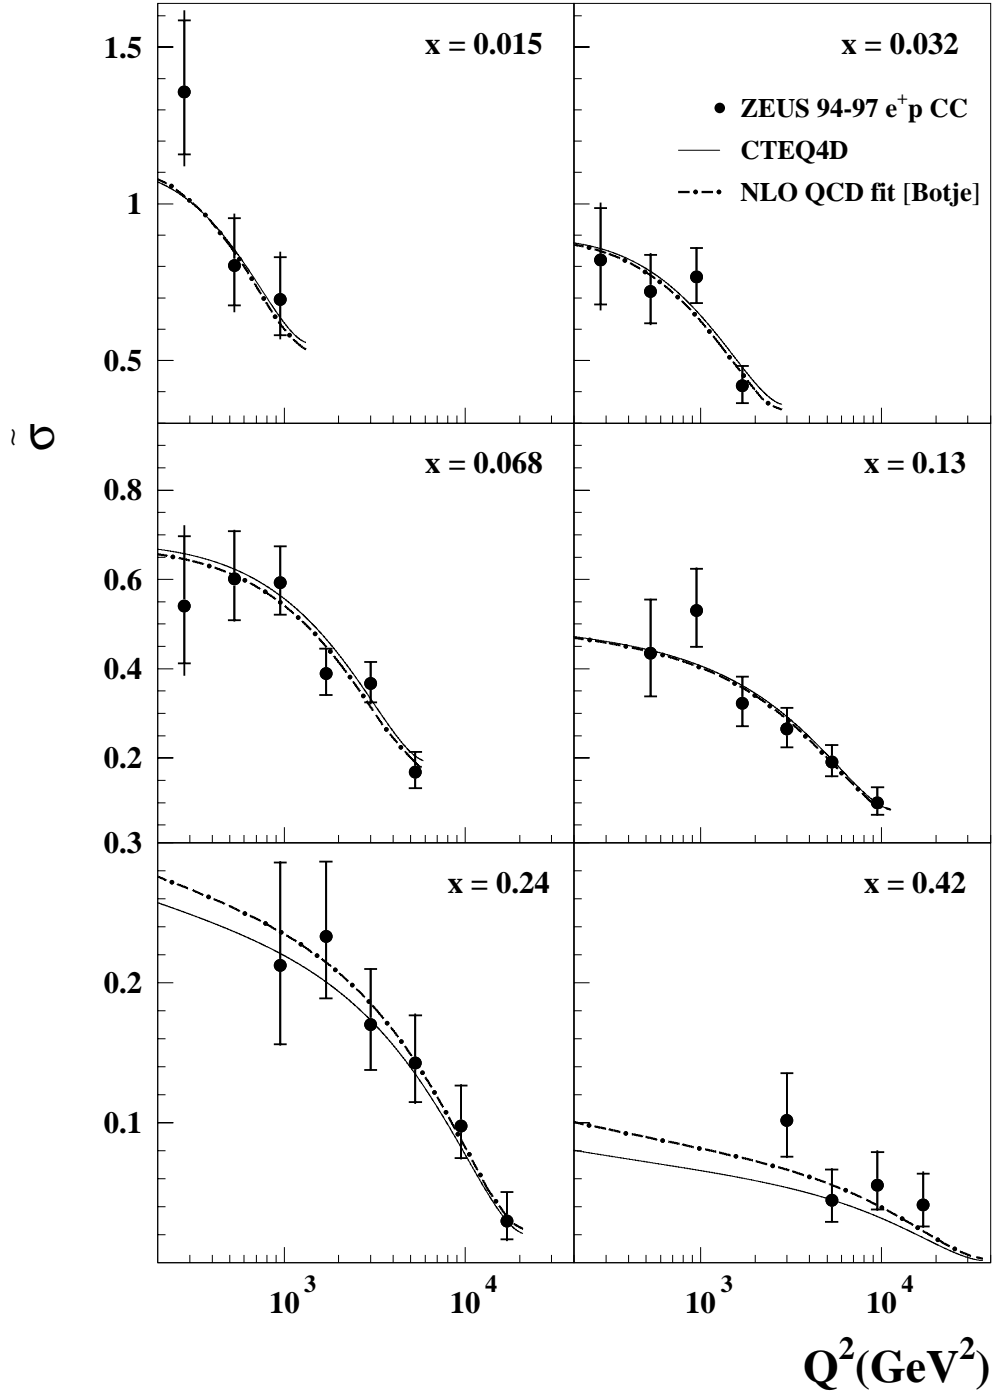 x = 0.015
x = 0.032
ZEUS 94-97 e⁺p CC
CTEQ4D
NLO QCD fit [Botje]
1.5
1
0.5
σ̃
x = 0.068
x = 0.13
0.8
0.6
0.4
0.2
0.3
x = 0.24
x = 0.42
0.2
0.1
10³
10⁴
10³
10⁴
Q²(GeV²)